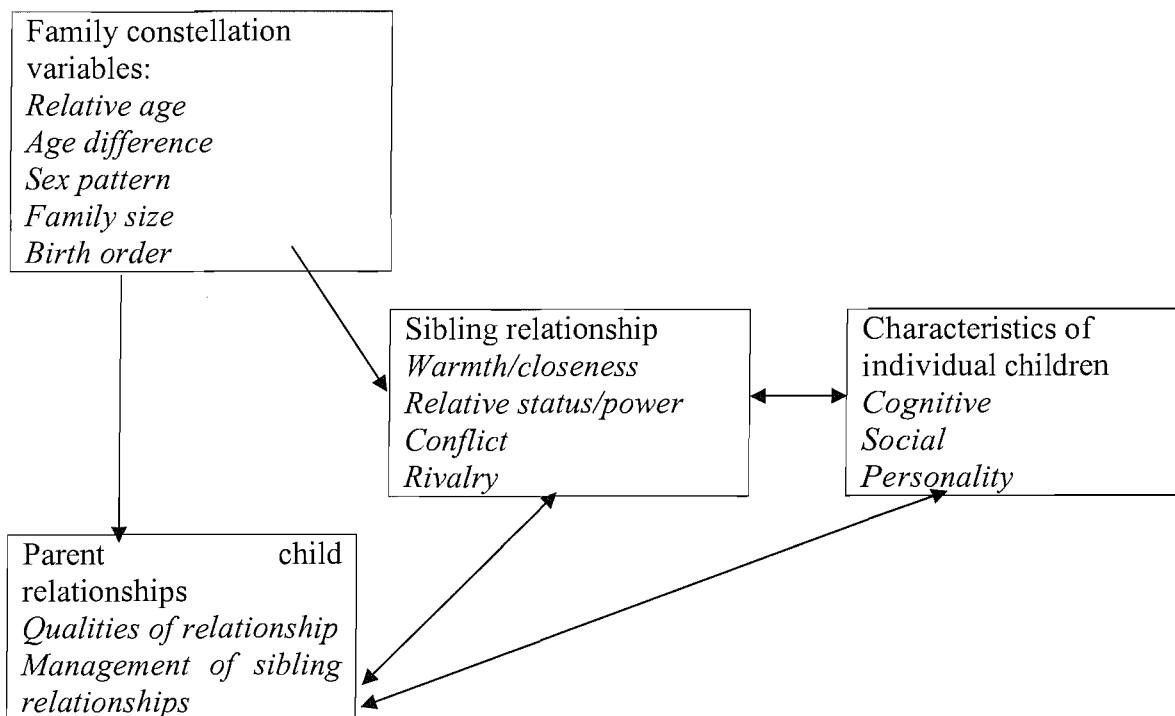 Family constellation
variables:
Relative age
Age difference
Sex pattern
Family size
Birth order
Sibling relationship
Warmth/closeness
Relative status/power
Conflict
Rivalry
Characteristics of
individual children
Cognitive
Social
Personality
Parent child
relationships
Qualities of relationship
Management of sibling
relationships